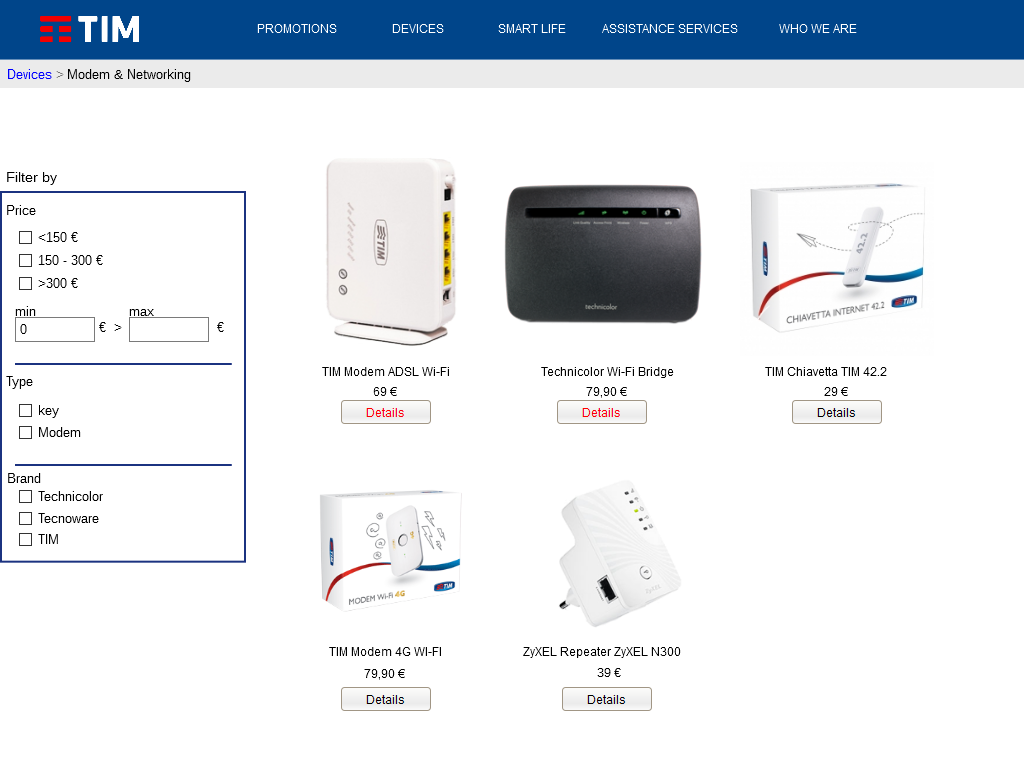 TIM
PROMOTIONS DEVICES SMART LIFE ASSISTANCE SERVICES WHO WE ARE
Devices > Modem & Networking
Filter by
Price
<150 €
150 - 300 €
>300 €
min max
0 € > €
Type
key
Modem
Brand
Technicolor
Tecnoware
TIM
TIM
technicolor
42.2
CHIAVETTA INTERNET 42.2
TIM
TIM Modem ADSL Wi-Fi
69 €
Details
Technicolor Wi-Fi Bridge
79,90 €
Details
TIM Chiavetta TIM 42.2
29 €
Details
MODEM Wi-Fi 4G
TIM
ZyXEL
TIM Modem 4G WI-FI
79,90 €
Details
ZyXEL Repeater ZyXEL N300
39 €
Details